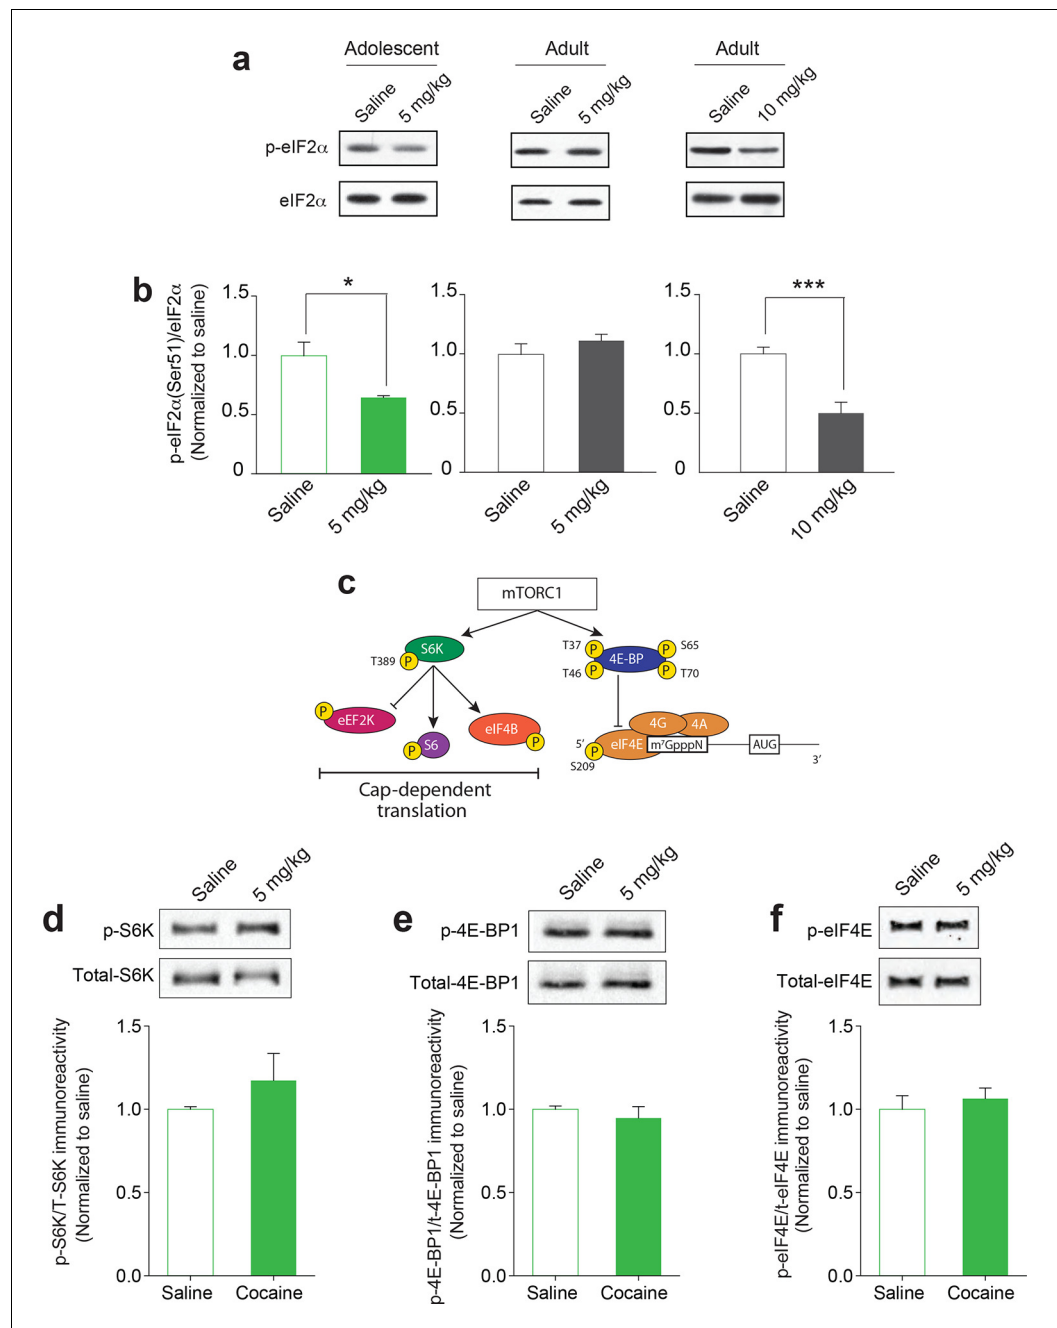 a
Adolescent
Adult
Adult
Saline
5 mg/kg
Saline
5 mg/kg
Saline
10 mg/kg
p-eIF2α
eIF2α
b
p-eIF2α(Ser51)/eIF2α
(Normalized to saline)
1.5
1.0
0.5
0
*
Saline
5 mg/kg
1.5
1.0
0.5
0
Saline
5 mg/kg
1.5
1.0
0.5
0
***
Saline
10 mg/kg
c
mTORC1
S6K
P
T389
eEF2K
P
S6
P
eIF4B
P
Cap-dependent
translation
T37
P
P
S65
4E-BP
T46
P
P
T70
4G
4A
5′
P
eIF4E
m⁷GpppN
AUG
3′
S209
d
Saline
5 mg/kg
p-S6K
Total-S6K
p-S6K/T-S6K immunoreactivity
(Normalized to saline)
1.5
1.0
0.5
0.0
Saline
Cocaine
e
Saline
5 mg/kg
p-4E-BP1
Total-4E-BP1
p-4E-BP1/t-4E-BP1 immunoreactivity
(Normalized to saline)
1.5
1.0
0.5
0.0
Saline
Cocaine
f
Saline
5 mg/kg
p-eIF4E
Total-eIF4E
p-eIF4E/t-eIF4E immunoreactivity
(Normalized to saline)
1.5
1.0
0.5
0.0
Saline
Cocaine